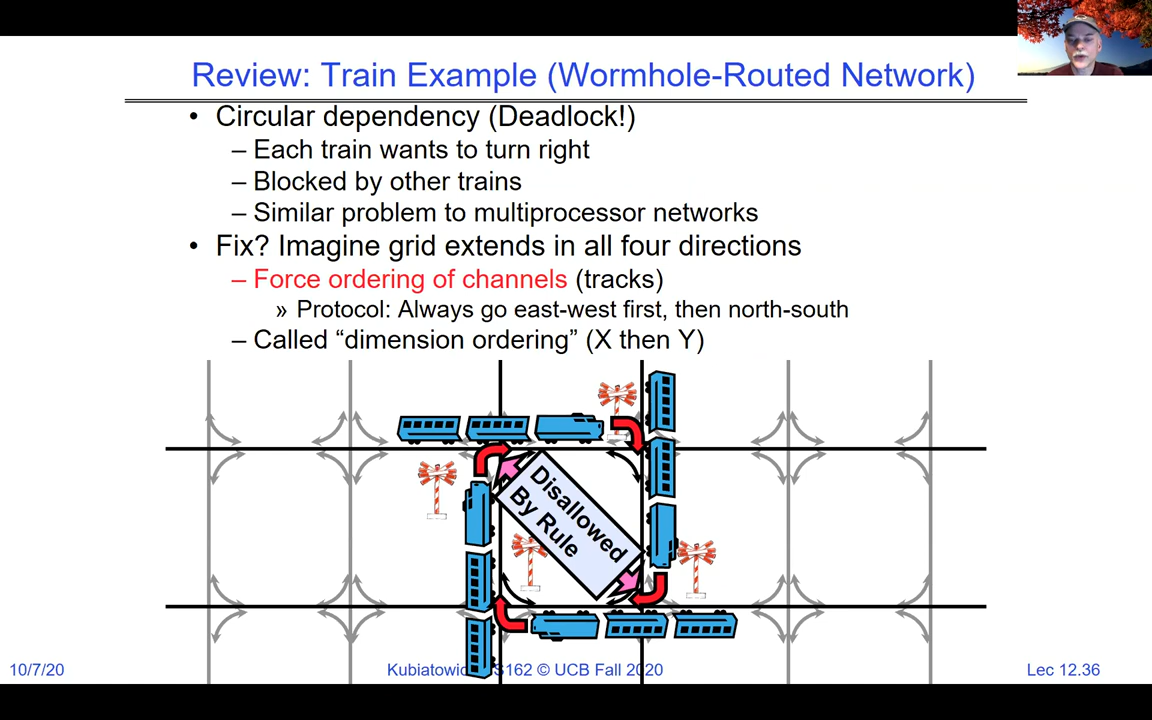 Review: Train Example (Wormhole-Routed Network)
• Circular dependency (Deadlock!)
– Each train wants to turn right
– Blocked by other trains
– Similar problem to multiprocessor networks
• Fix? Imagine grid extends in all four directions
– Force ordering of channels (tracks)
» Protocol: Always go east-west first, then north-south
– Called “dimension ordering” (X then Y)
Disallowed
By Rule
10/7/20
162 © UCB Fall 2020
Lec 12.36